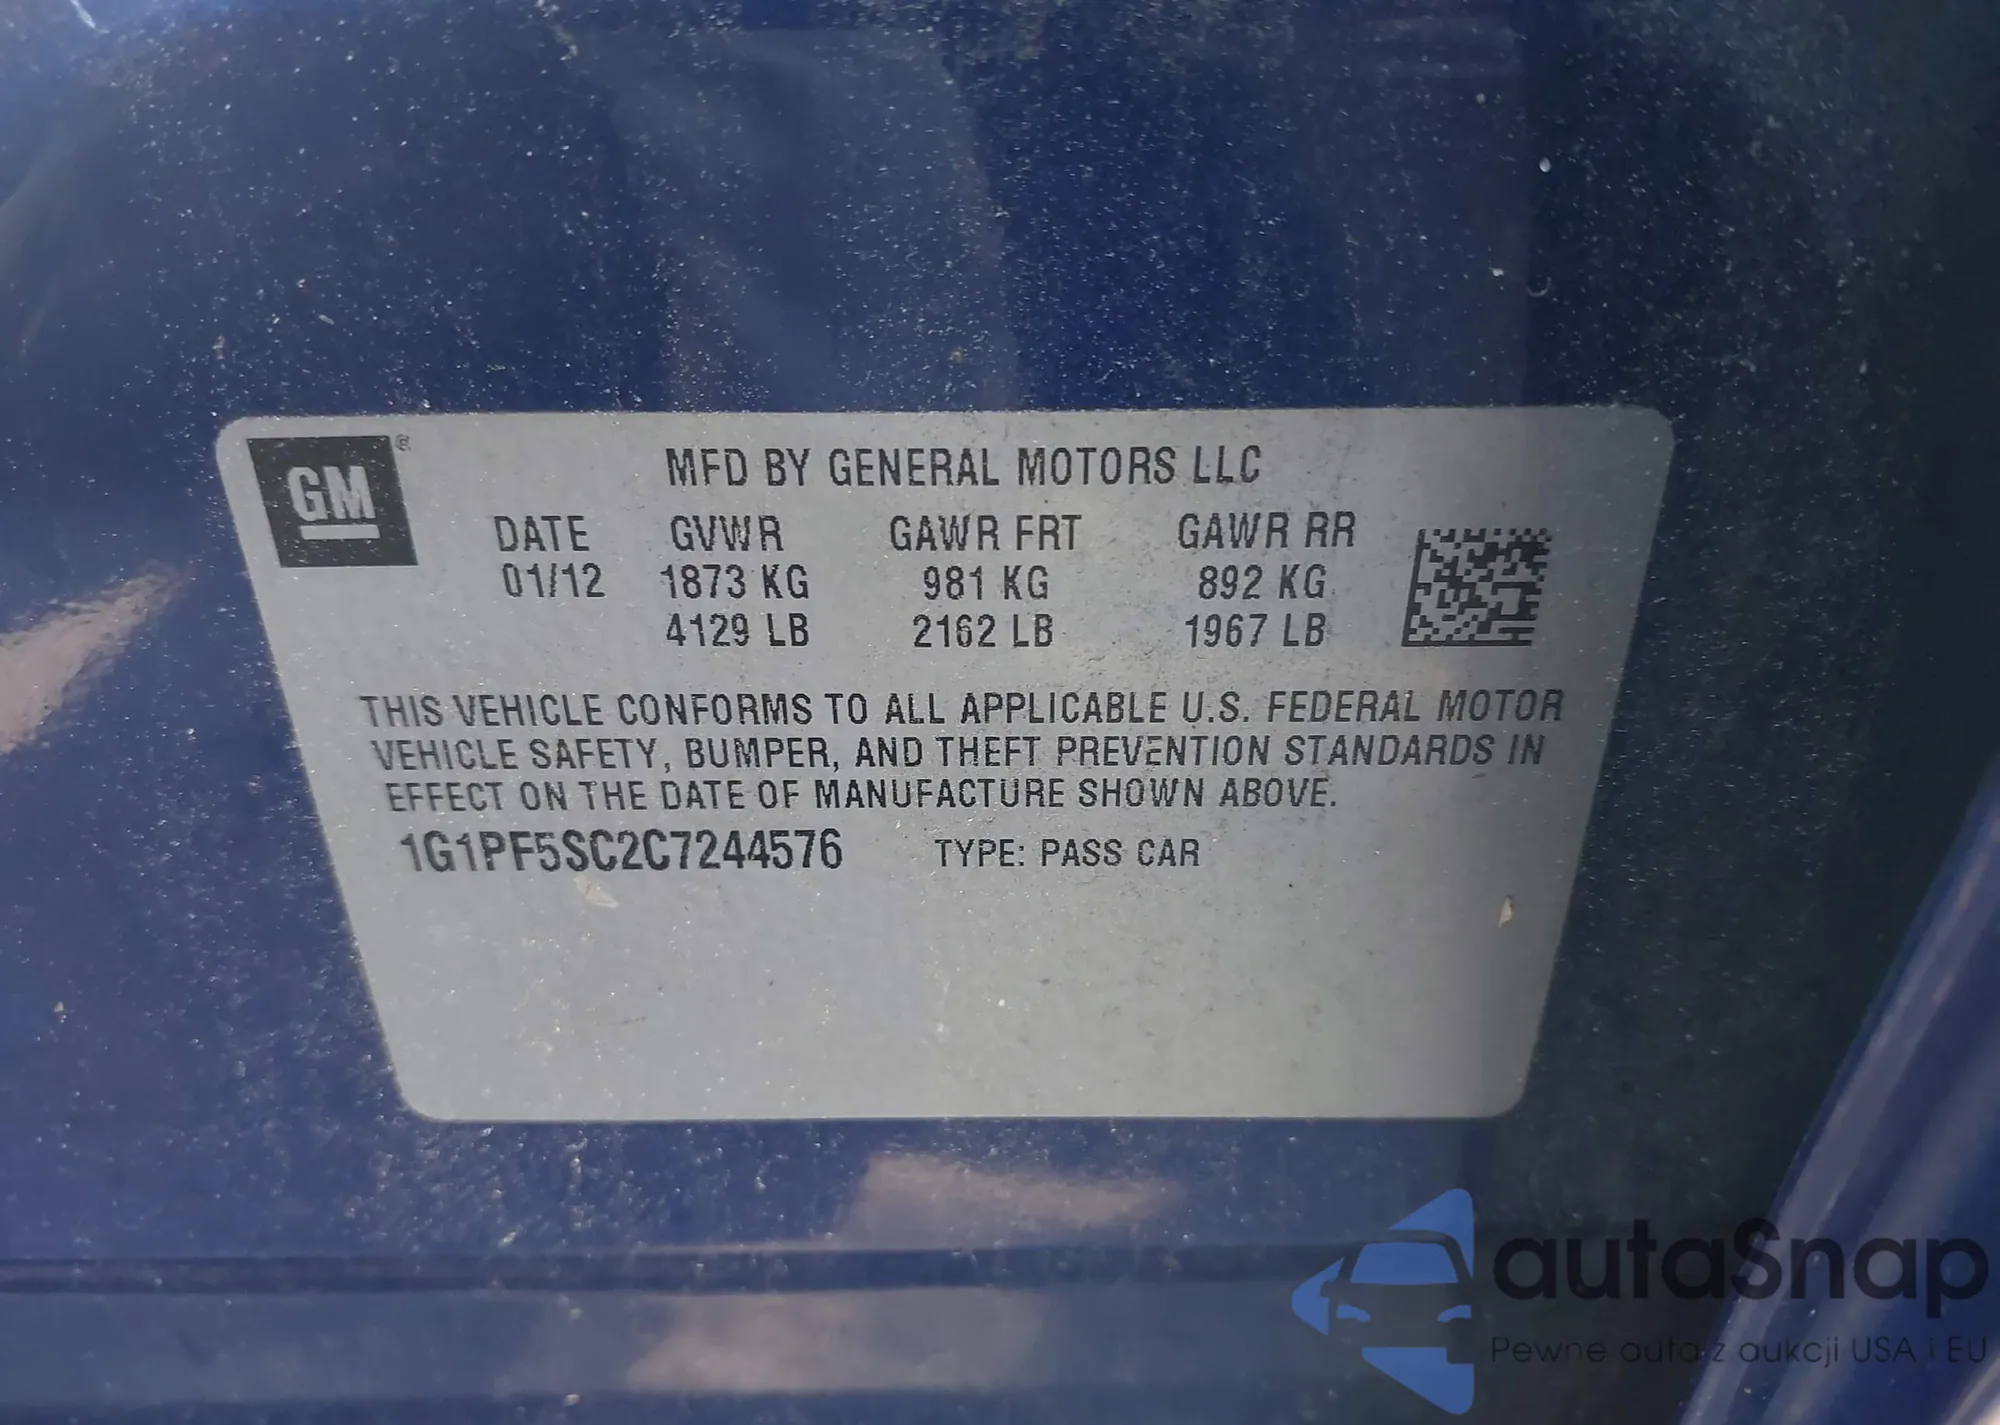 GM ®
MFD BY GENERAL MOTORS LLC
DATE GVWR GAWR FRT GAWR RR
01/12 1873 KG 981 KG 892 KG
4129 LB 2162 LB 1967 LB
THIS VEHICLE CONFORMS TO ALL APPLICABLE U.S. FEDERAL MOTOR
VEHICLE SAFETY, BUMPER, AND THEFT PREVENTION STANDARDS IN
EFFECT ON THE DATE OF MANUFACTURE SHOWN ABOVE.
1G1PF5SC2C7244576 TYPE: PASS CAR
autaSnap
Pewne auta z aukcji USA i EU